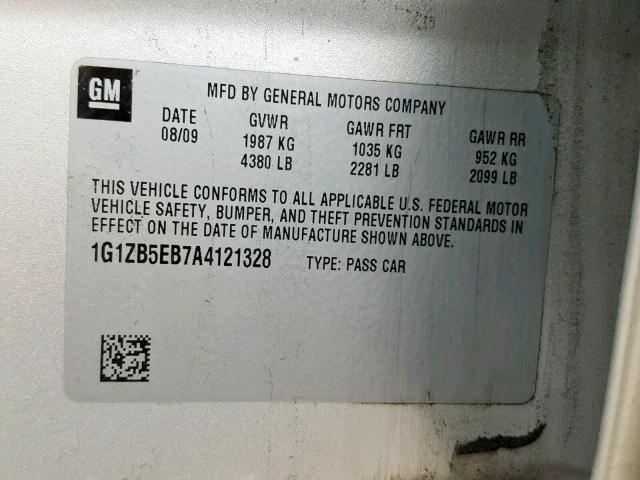 GM
MFD BY GENERAL MOTORS COMPANY
DATE GVWR GAWR FRT GAWR RR
08/09 1987 KG 1035 KG 952 KG
4380 LB 2281 LB 2099 LB
THIS VEHICLE CONFORMS TO ALL APPLICABLE U.S. FEDERAL MOTOR
VEHICLE SAFETY, BUMPER, AND THEFT PREVENTION STANDARDS IN
EFFECT ON THE DATE OF MANUFACTURE SHOWN ABOVE.
1G1ZB5EB7A4121328 TYPE: PASS CAR